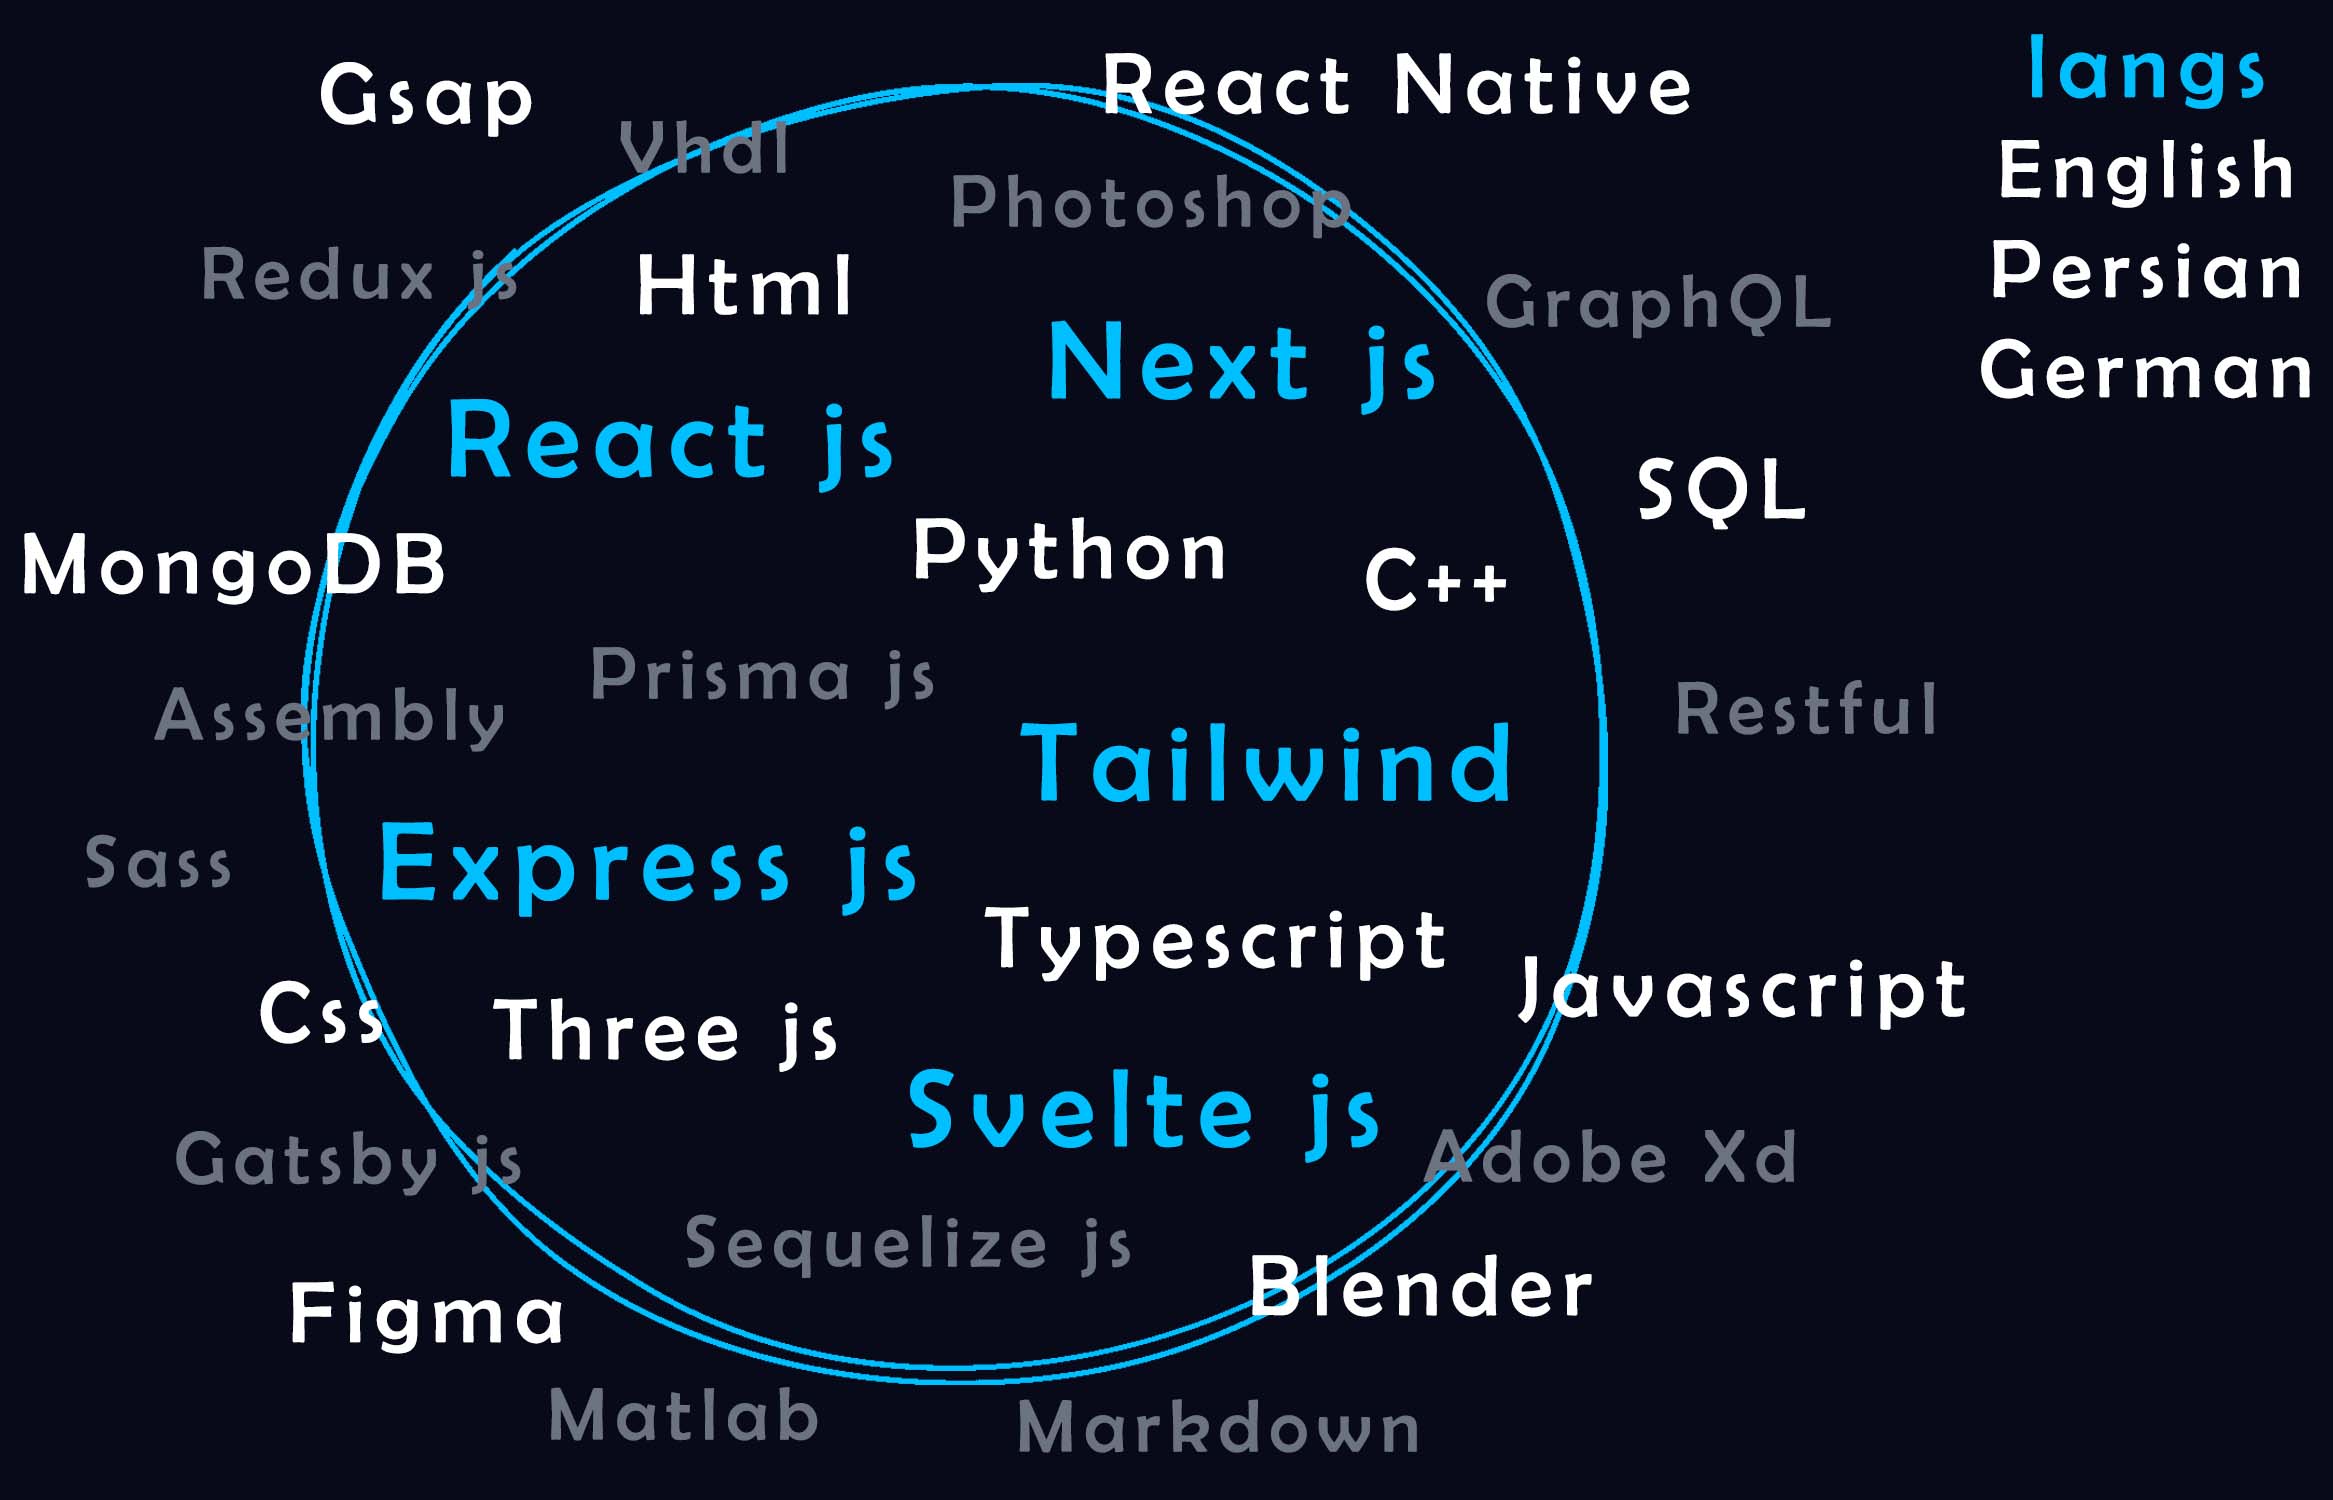 Gsap
React Native
langs
Vhdl
English
Photoshop
Redux js
Html
Persian
GraphQL
Next js
German
React js
SQL
MongoDB
Python
C++
Prisma js
Assembly
Restful
Tailwind
Sass
Express js
Typescript
Javascript
Css
Three js
Svelte js
Gatsby js
Adobe Xd
Sequelize js
Blender
Figma
Matlab
Markdown